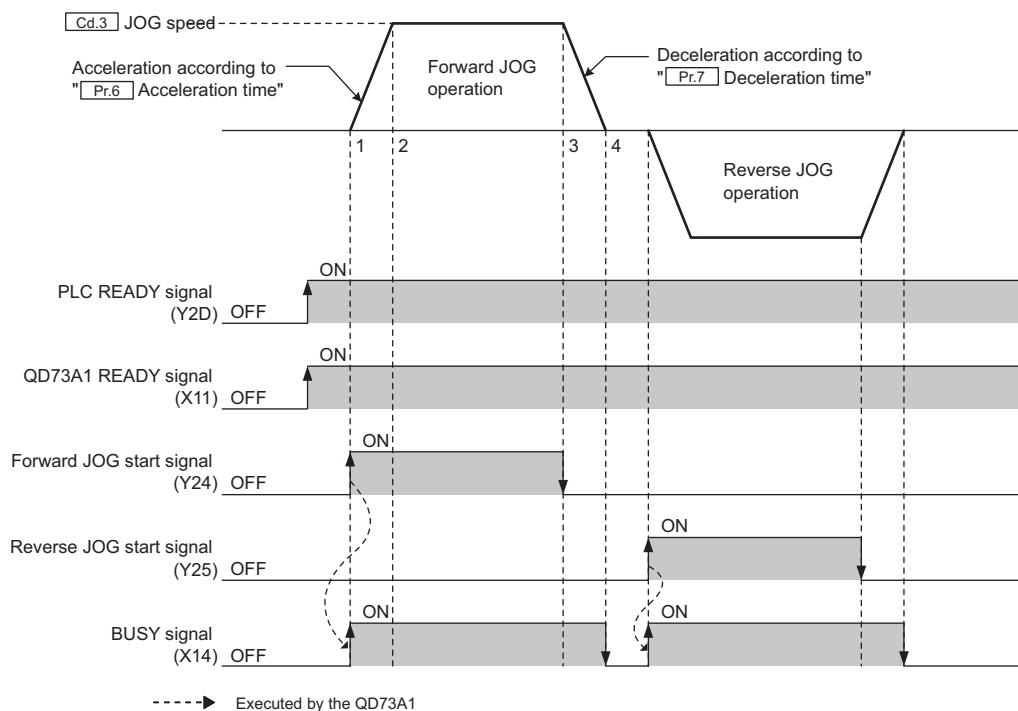 Cd.3 JOG speed
Acceleration according to
"Pr.6 Acceleration time"
Forward JOG
operation
Deceleration according to
"Pr.7 Deceleration time"
1 2 3 4
Reverse JOG
operation
ON
PLC READY signal
(Y2D) OFF
ON
QD73A1 READY signal
(X11) OFF
ON
Forward JOG start signal
(Y24) OFF
ON
Reverse JOG start signal
(Y25) OFF
ON ON
BUSY signal
(X14) OFF
Executed by the QD73A1